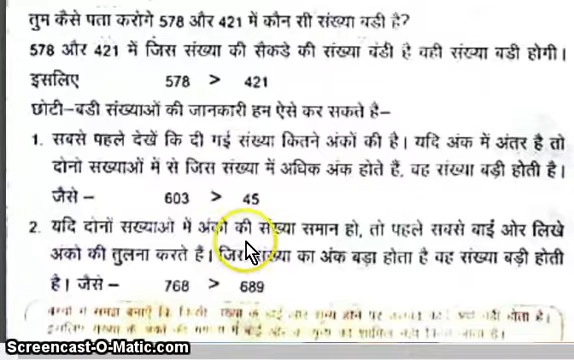 तुम कैसे पता करोगे 578 और 421 में कौन सी संख्या बडी है?
578 और 421 में जिस संख्या की सैकडे की संख्या बडी है वही संख्या बडी होगी।
इसलिए 578 > 421
छोटी-बडी संख्याओं की जानकारी हम ऐसे कर सकते है-
1. सबसे पहले देखें कि दी गई संख्या कितने अंकों की है। यदि अंक में अंतर है तो
दोनो सख्याओं में से जिस संख्या में अधिक अंक होते हैं, वह संख्या बड़ी होती है।
जैसे - 603 > 45
2. यदि दोनों सख्याओ में अंको की संख्या समान हो, तो पहले सबसे बाईं ओर लिखे
अंको की तुलना करते है। का अंक बड़ा होता है वह संख्या बड़ी होती
है। जैसे - 768 > 689
Screencast-O-Matic.com